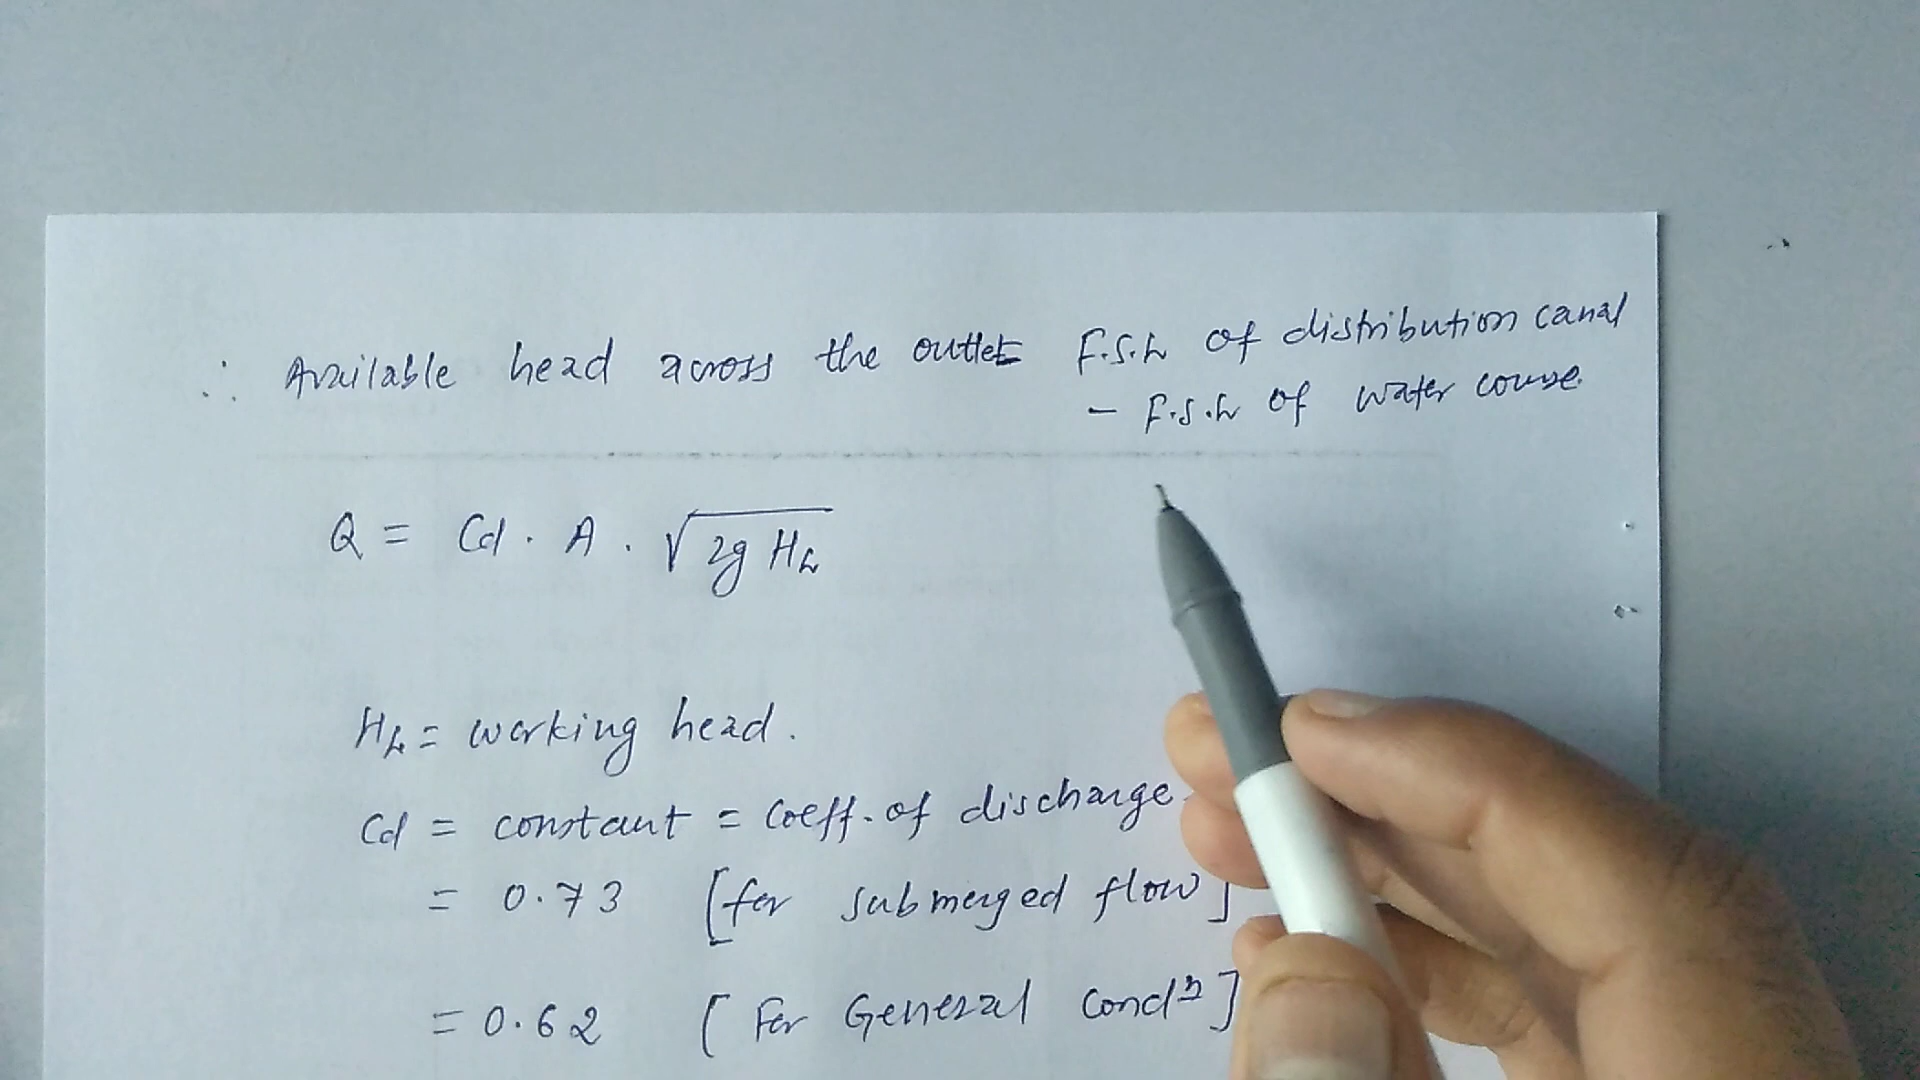 ∴ Available head across the outlet F.S.L of distribution canal
- F.S.L of water course.
Q = Cd . A . √2g HL
HL = working head.
Cd = constant = Coeff. of discharge
= 0.73 [for submerged flow]
= 0.62 [For General condn]